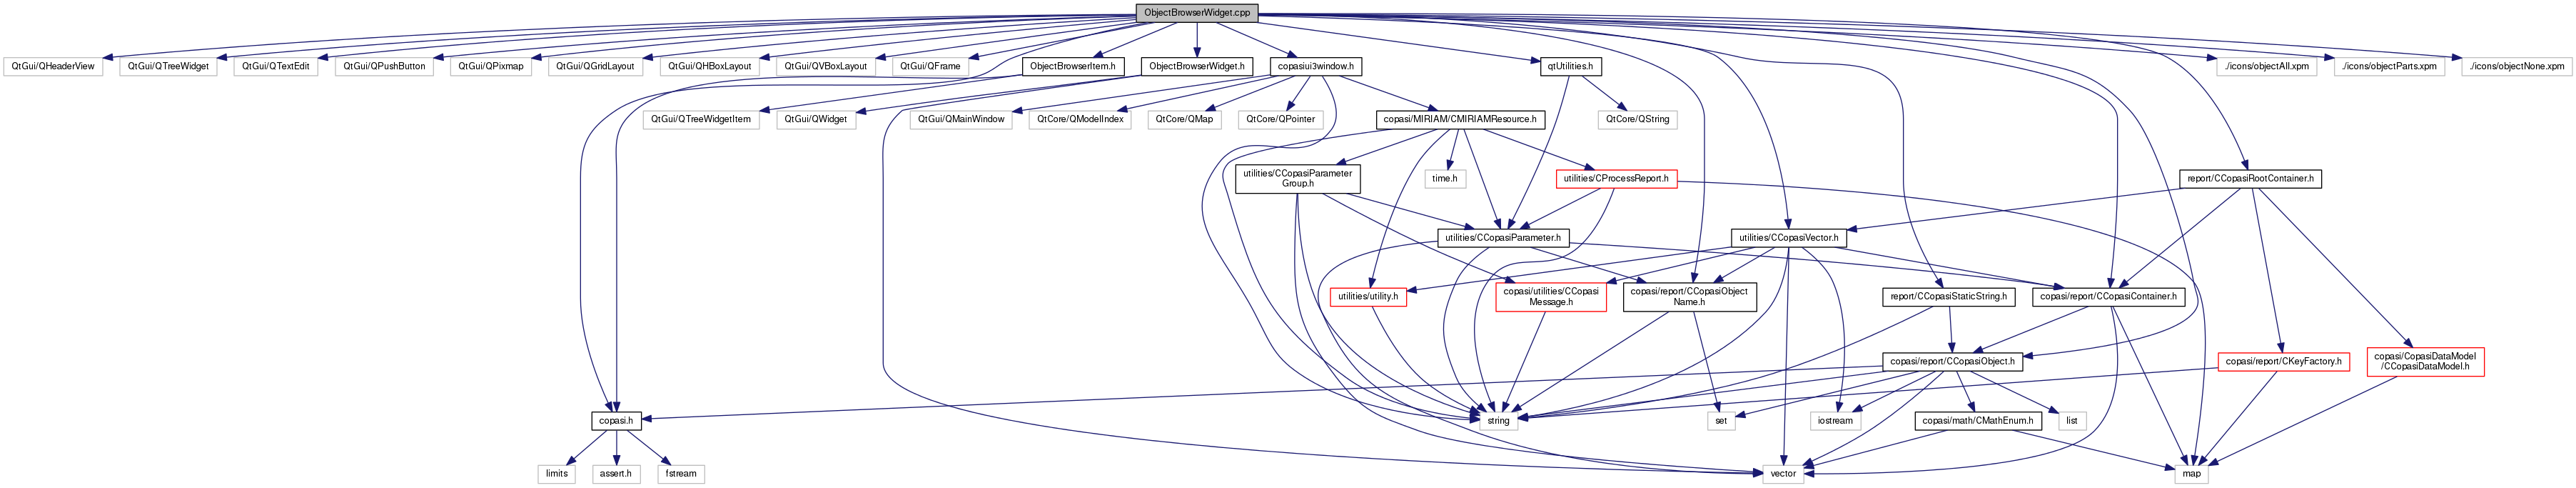 ObjectBrowserWidget.cpp
QtGui/QHeaderView
QtGui/QTreeWidget
QtGui/QTextEdit
QtGui/QPushButton
QtGui/QPixmap
QtGui/QGridLayout
QtGui/QHBoxLayout
QtGui/QVBoxLayout
QtGui/QFrame
ObjectBrowserItem.h
ObjectBrowserWidget.h
copasiui3window.h
qtUtilities.h
./icons/objectAll.xpm
./icons/objectParts.xpm
./icons/objectNone.xpm
QtGui/QTreeWidgetItem
QtGui/QWidget
QtGui/QMainWindow
QtCore/QModelIndex
QtCore/QMap
QtCore/QPointer
copasi/MIRIAM/CMIRIAMResource.h
QtCore/QString
utilities/CCopasiParameter
Group.h
time.h
utilities/CProcessReport.h
report/CCopasiRootContainer.h
utilities/CCopasiParameter.h
utilities/CCopasiVector.h
utilities/utility.h
copasi/utilities/CCopasi
Message.h
copasi/report/CCopasiObject
Name.h
report/CCopasiStaticString.h
copasi/report/CCopasiContainer.h
copasi/report/CCopasiObject.h
copasi/report/CKeyFactory.h
copasi/CopasiDataModel
/CCopasiDataModel.h
copasi.h
string
set
iostream
copasi/math/CMathEnum.h
list
limits
assert.h
fstream
vector
map